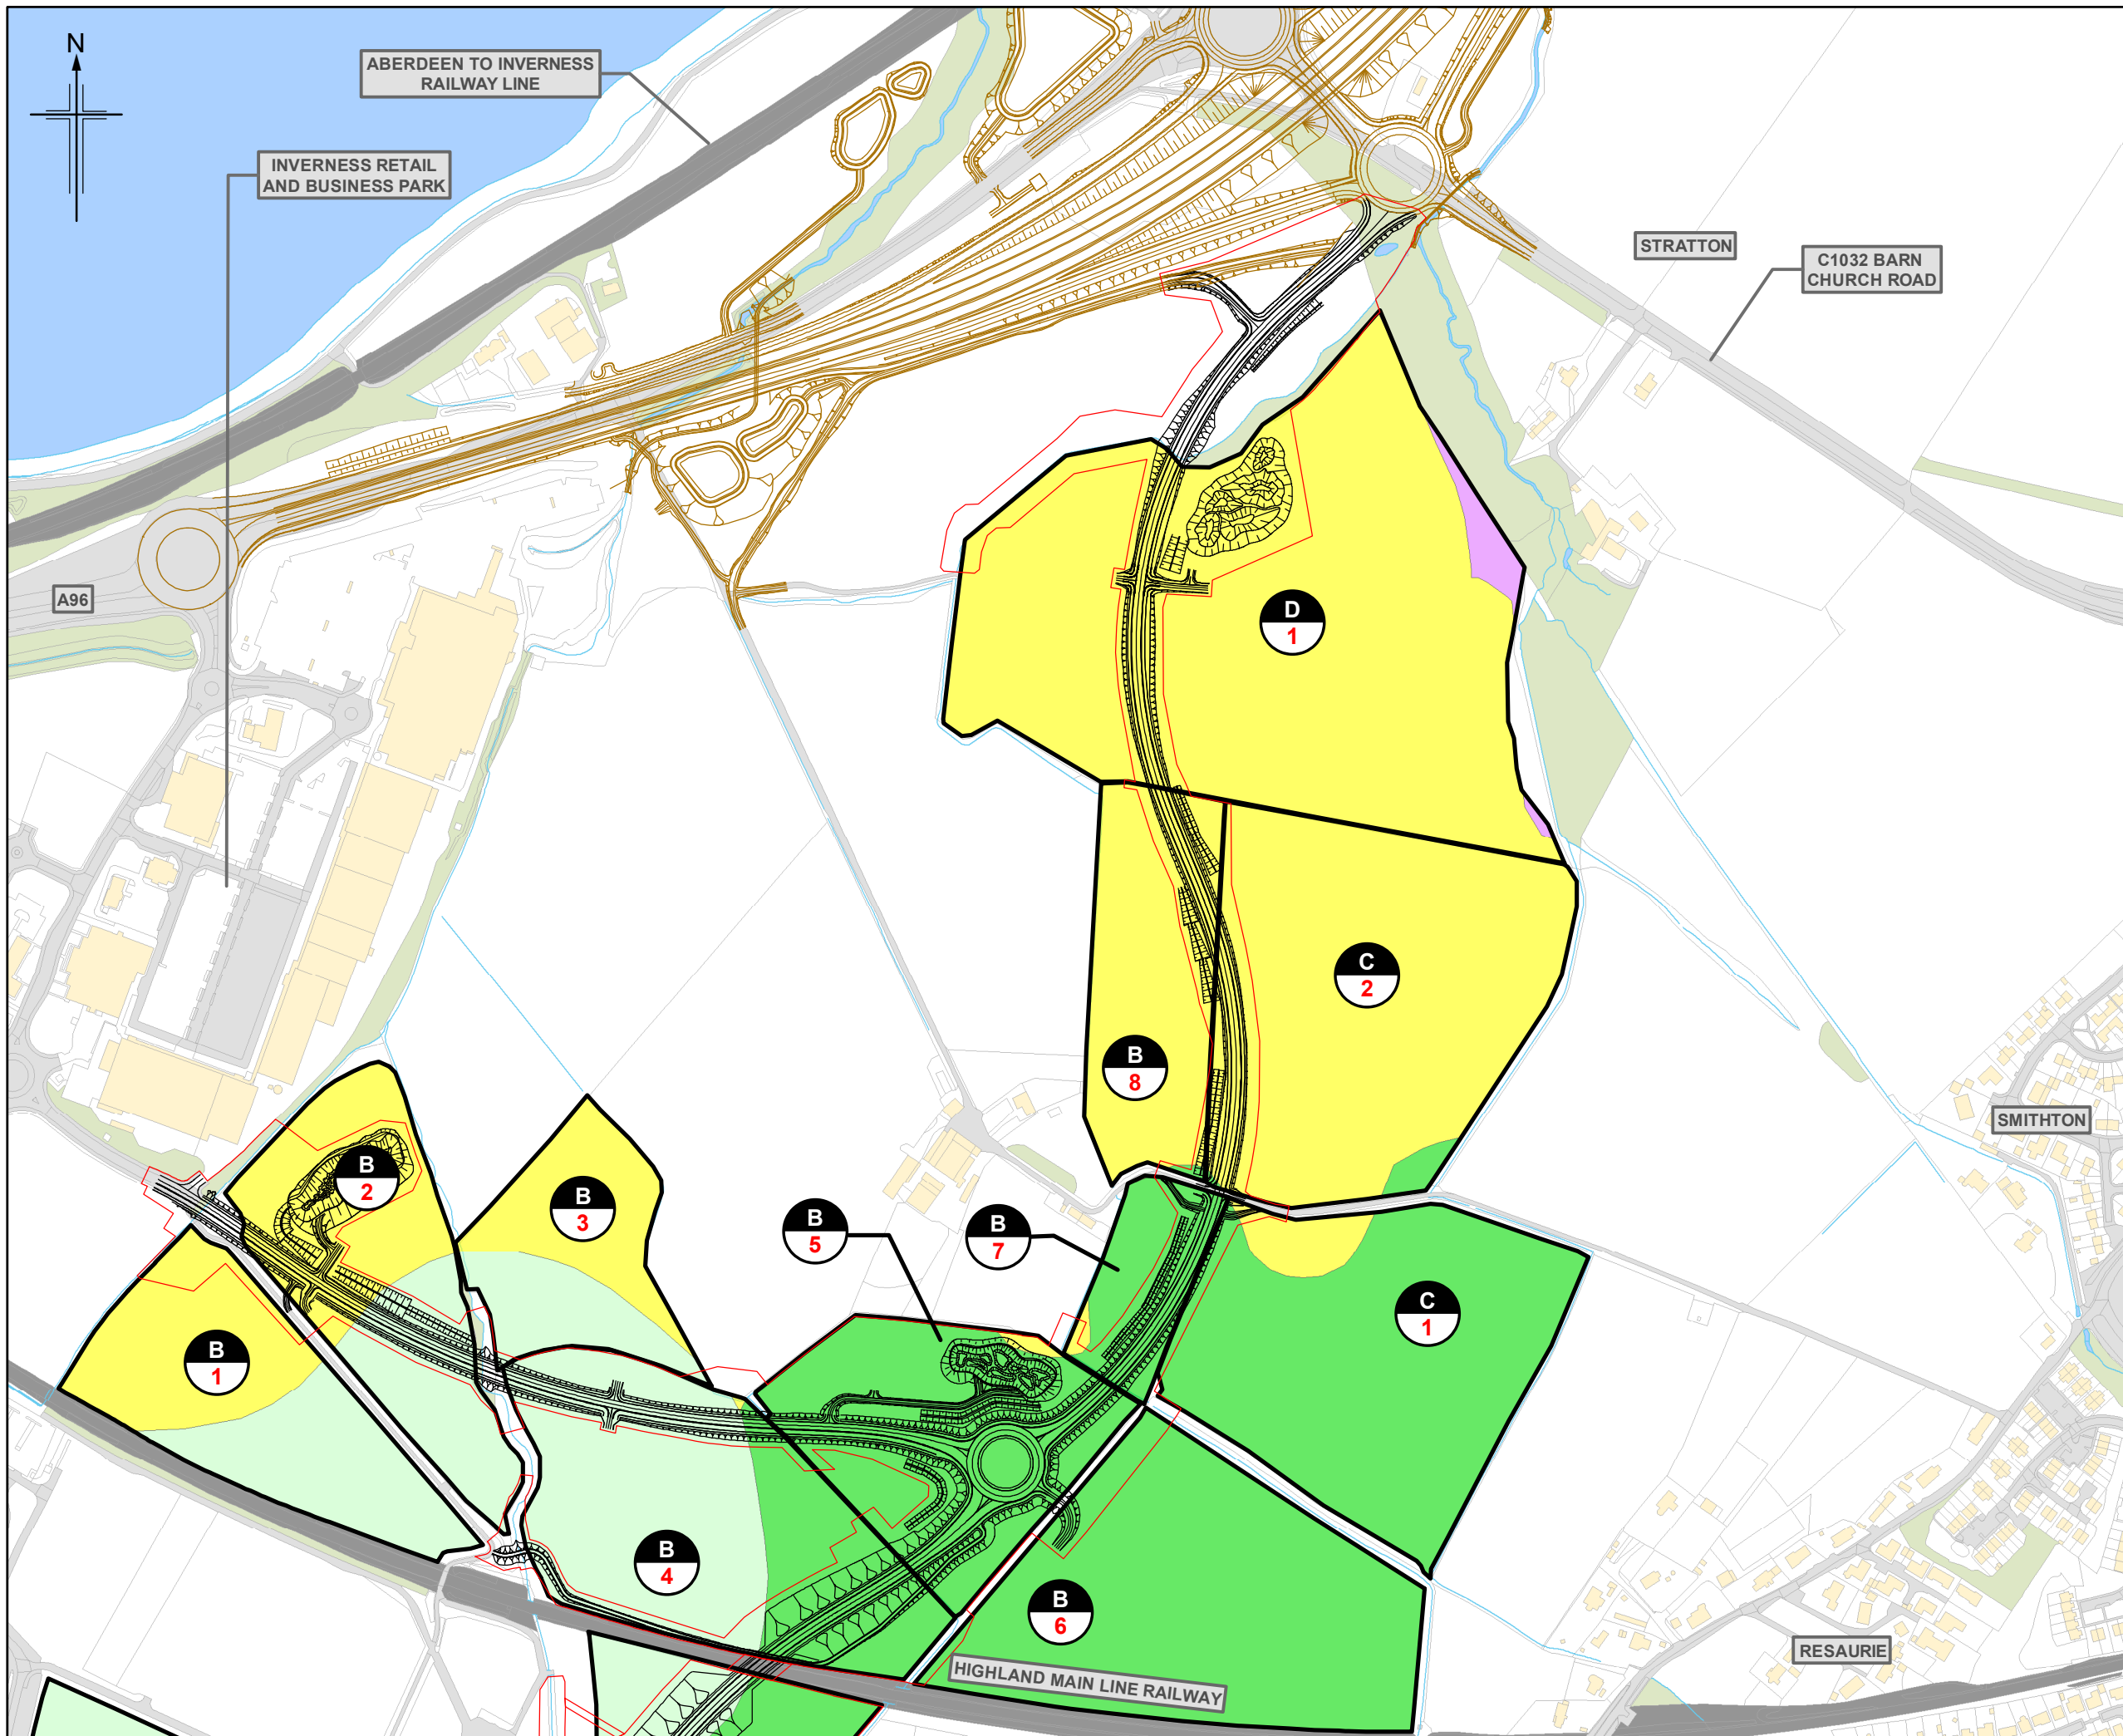 N
ABERDEEN TO INVERNESS
RAILWAY LINE
INVERNESS RETAIL
AND BUSINESS PARK
STRATTON
C1032 BARN
CHURCH ROAD
A96
D
1
C
2
B
8
SMITHTON
B
2
B
3
B
5
B
7
C
1
B
1
B
4
B
6
RESAURIE
HIGHLAND MAIN LINE RAILWAY